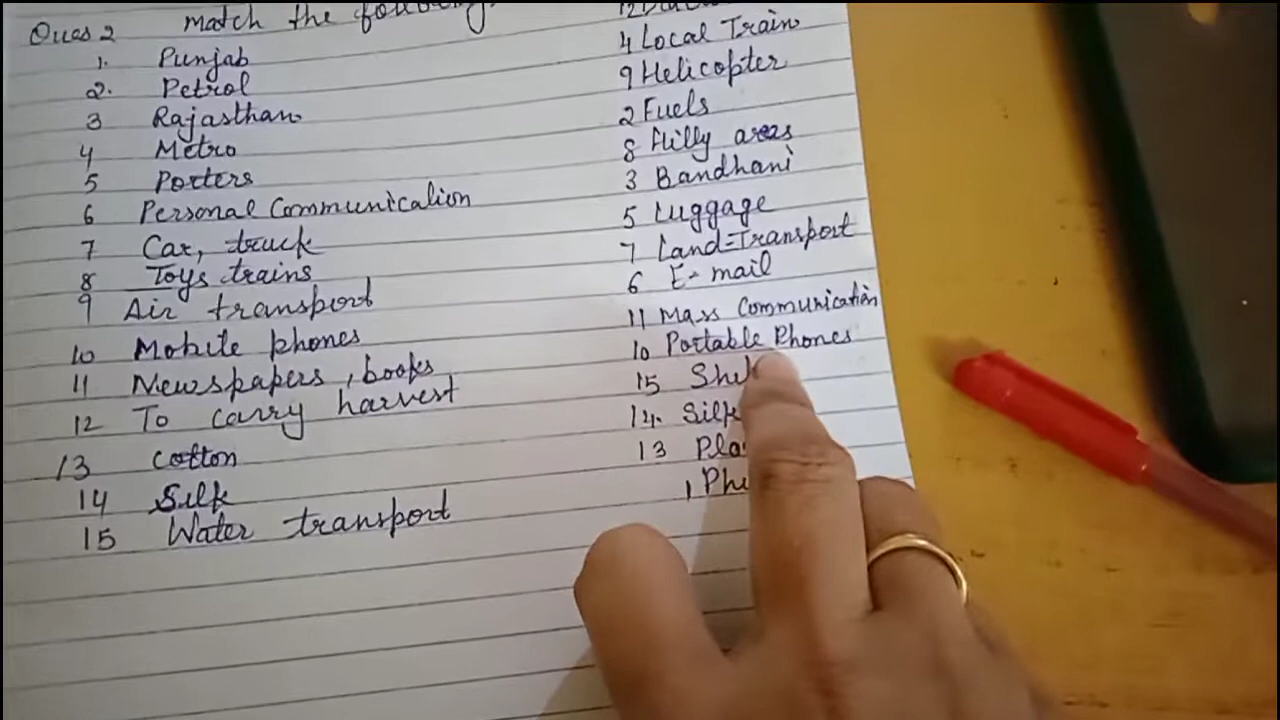 Ques 2 Match the following.
1. Punjab
2. Petrol
3 Rajasthan
4 Metro
5 Porters
6 Personal Communication
7 Car, truck
8 Toys trains
9 Air transport
10 Mobile phones
11 Newspapers, books
12 To carry harvest
13 Cotton
14 Silk
15 Water transport
12
4 Local Train
9 Helicopter
2 Fuels
8 Hilly areas
3 Bandhani
5 Luggage
7 Land-Transport
6 E-mail
11 Mass Communication
10 Portable Phones
15
14. Silk
13
1